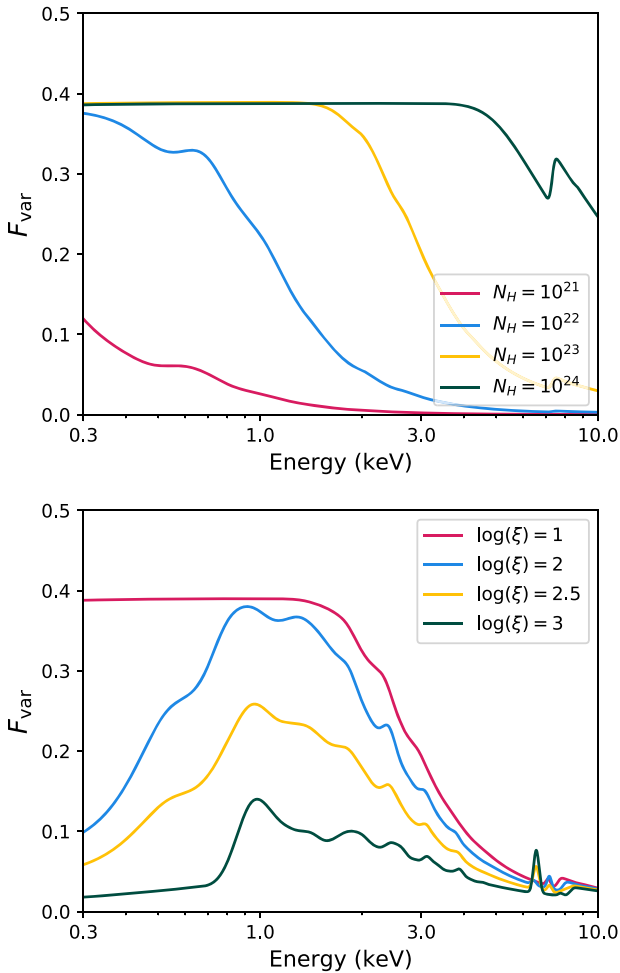 0.5
0.4
0.3
0.2
0.1
0.0
F_var
N_H = 10^21
N_H = 10^22
N_H = 10^23
N_H = 10^24
0.3 1.0 3.0 10.0
Energy (keV)
0.5
0.4
0.3
0.2
0.1
0.0
F_var
log(ξ) = 1
log(ξ) = 2
log(ξ) = 2.5
log(ξ) = 3
0.3 1.0 3.0 10.0
Energy (keV)